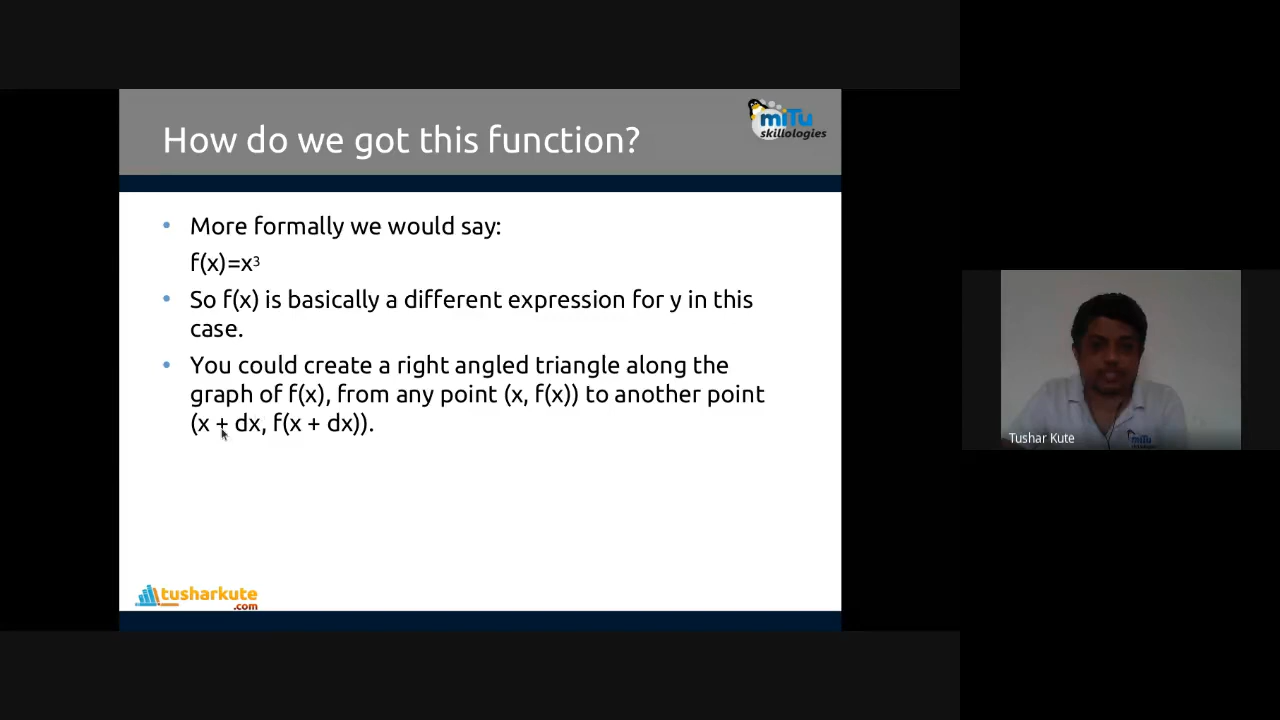 How do we got this function?
miTu
skillologies
• More formally we would say:
f(x)=x³
• So f(x) is basically a different expression for y in this
case.
• You could create a right angled triangle along the
graph of f(x), from any point (x, f(x)) to another point
(x + dx, f(x + dx)).
tusharkute
.com
miTu
skillologies
Tushar Kute